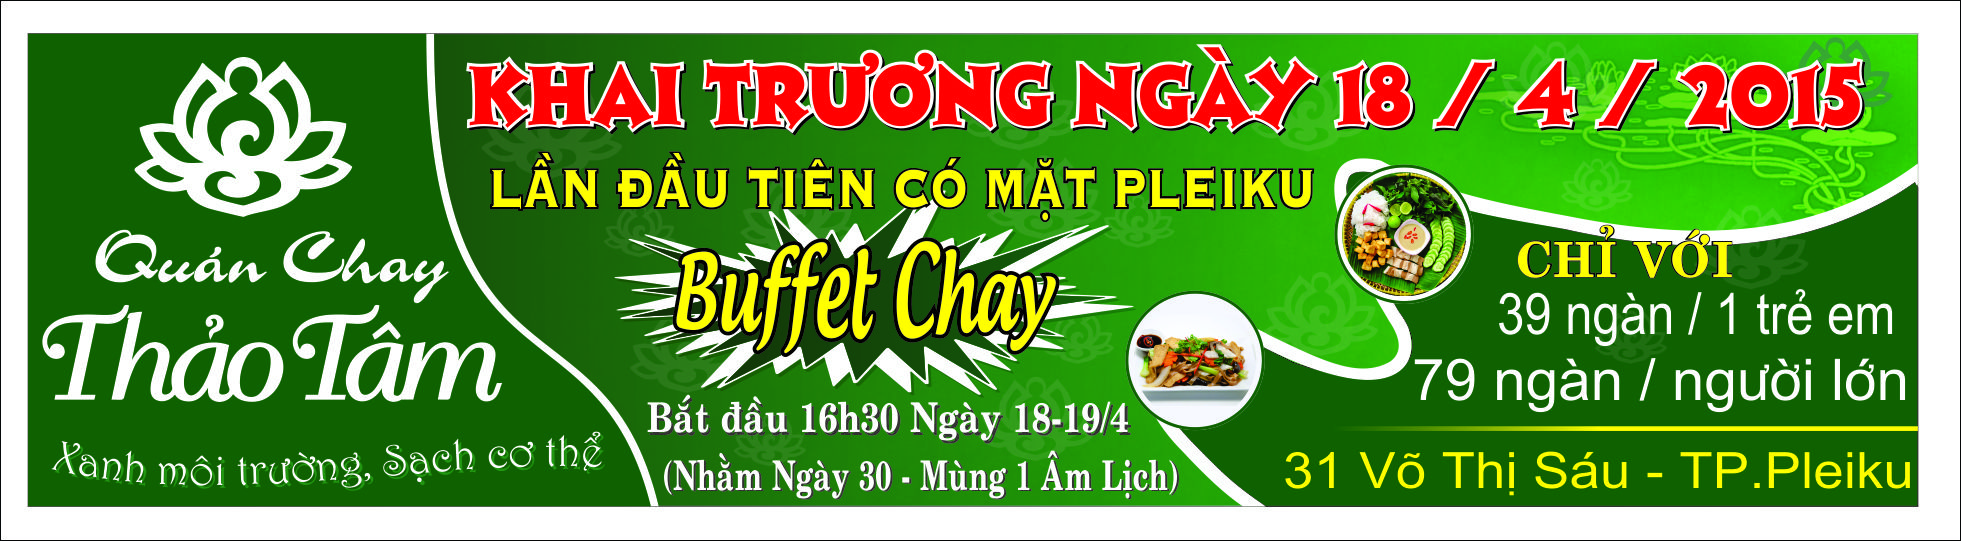 Quán Chay
Thảo Tâm
Xanh môi trường, Sạch cơ thể
KHAI TRƯƠNG NGÀY 18 / 4 / 2015
LẦN ĐẦU TIÊN CÓ MẶT PLEIKU
Buffet Chay
Bắt đầu 16h30 Ngày 18-19/4
(Nhằm Ngày 30 - Mùng 1 Âm Lịch)
CHỈ VỚI
39 ngàn / 1 trẻ em
79 ngàn / người lớn
31 Võ Thị Sáu - TP.Pleiku